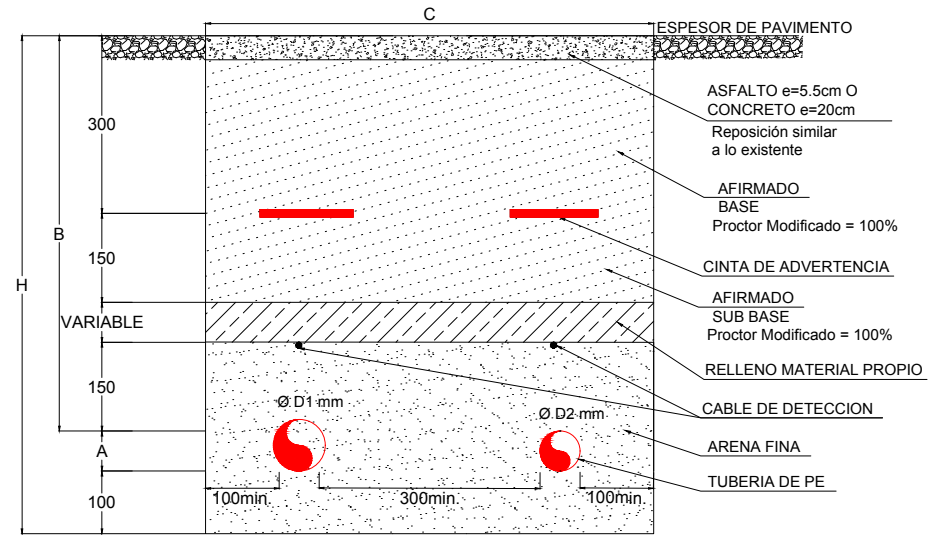 C
ESPESOR DE PAVIMENTO
ASFALTO e=5.5cm O
CONCRETO e=20cm
Reposición similar
a lo existente
300
AFIRMADO
BASE
Proctor Modificado = 100%
B
150
CINTA DE ADVERTENCIA
H
AFIRMADO
SUB BASE
Proctor Modificado = 100%
VARIABLE
RELLENO MATERIAL PROPIO
150
Ø D1 mm
Ø D2 mm
CABLE DE DETECCION
A
ARENA FINA
TUBERIA DE PE
100
100min.
300min.
100min.